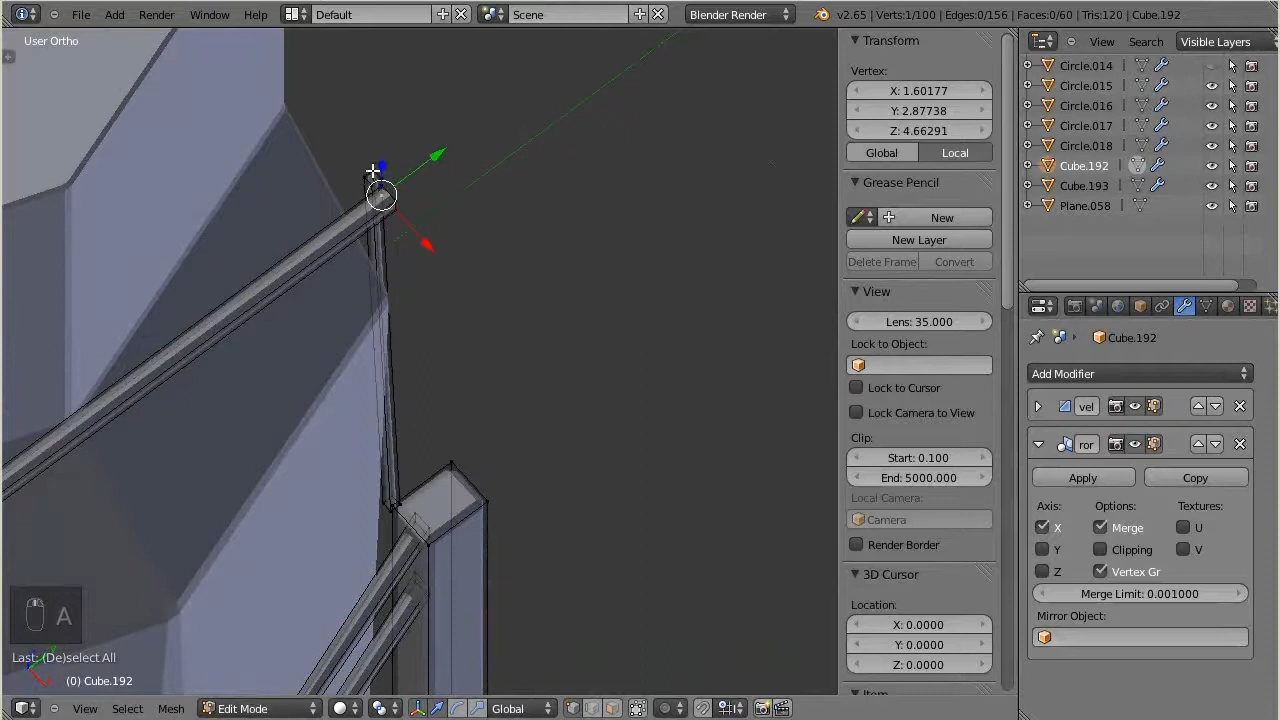 File Add Render Window Help Default Scene Blender Render v2.65 | Verts:1/100 | Edges:0/156 | Faces:0/60 | Tris:120 | Cube.192
User Ortho
Transform
Vertex:
X: 1.60177
Y: 2.87738
Z: 4.66291
Global Local
Grease Pencil
New
New Layer
Delete Frame Convert
View
Lens: 35.000
Lock to Object:
Lock to Cursor
Lock Camera to View
Clip:
Start: 0.100
End: 5000.000
Local Camera:
Camera
Render Border
3D Cursor
Location:
X: 0.0000
Y: 0.0000
Z: 0.0000
Item
View Search Visible Layers
Circle.014
Circle.015
Circle.016
Circle.017
Circle.018
Cube.192
Cube.193
Plane.058
Cube.192
Add Modifier
vel
ror
Apply Copy
Axis: Options: Textures:
X Merge U
Y Clipping V
Z Vertex Gr
Merge Limit: 0.001000
Mirror Object:
A
Last: (De)select All
(0) Cube.192
View Select Mesh Edit Mode Global